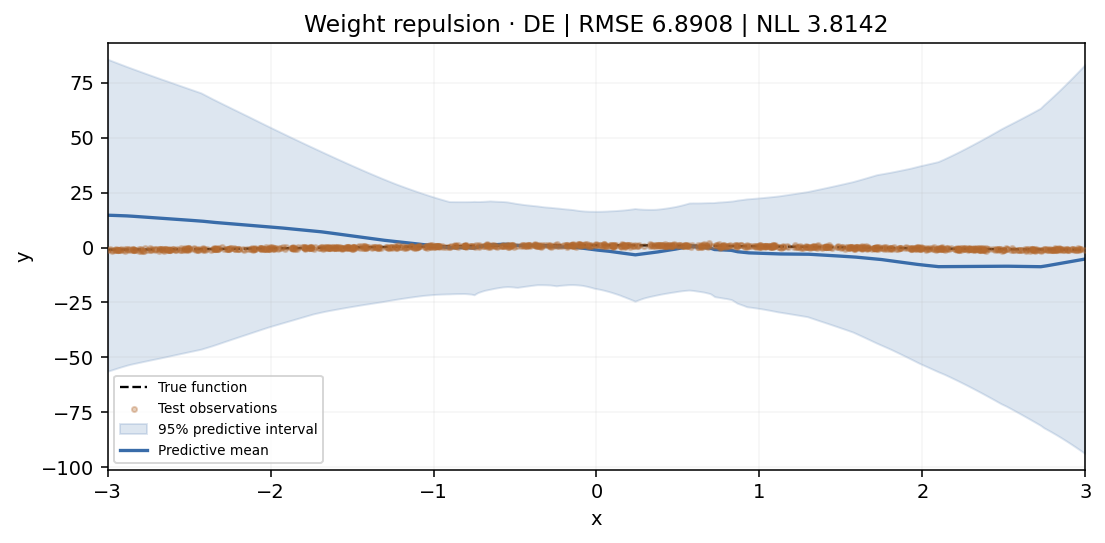 Weight repulsion · DE | RMSE 6.8908 | NLL 3.8142
y
75
50
25
0
−25
−50
−75
−100
True function
Test observations
95% predictive interval
Predictive mean
−3
−2
−1
0
1
2
3
x